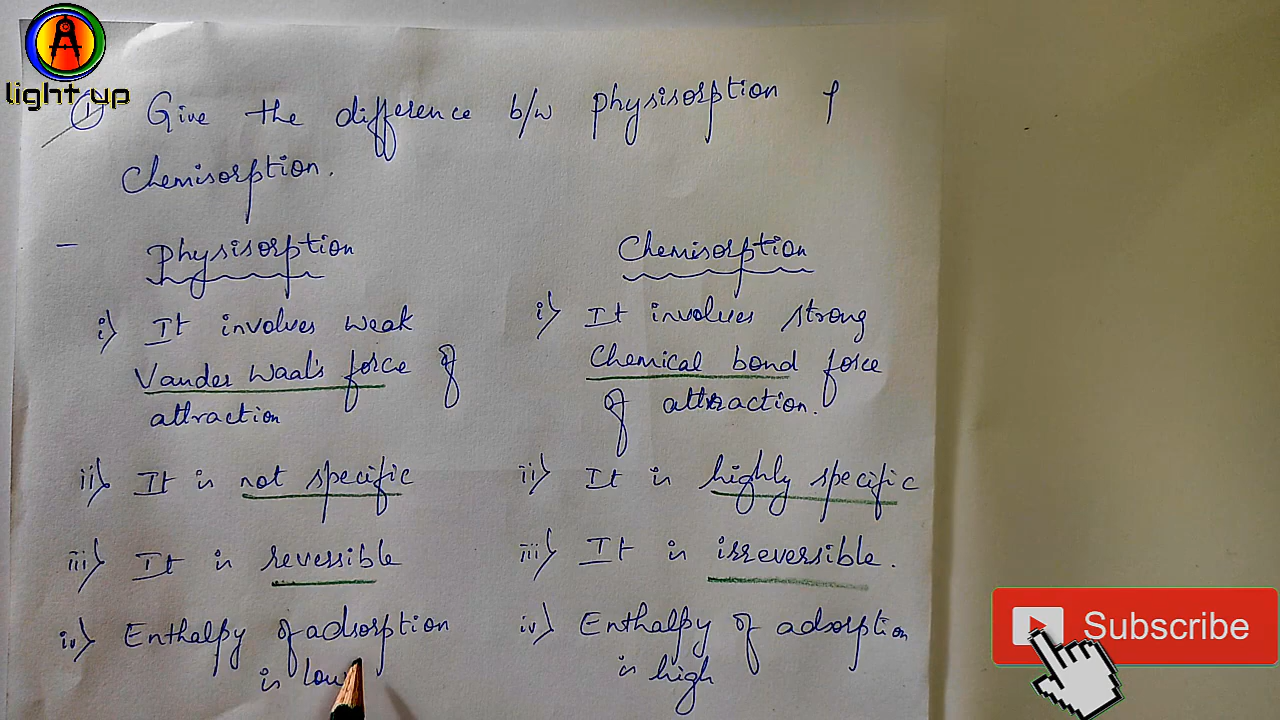 light up
① Give the difference b/w physisorption &
Chemisorption.
- Physisorption
Chemisorption
i) It involves weak
Vander Waal's force of
attraction
i) It involves strong
Chemical bond force
of attraction.
ii) It is not specific
ii) It is highly specific
iii) It is reversible
iii) It is irreversible.
iv) Enthalpy of adsorption
is low
iv) Enthalpy of adsorption
is high
Subscribe